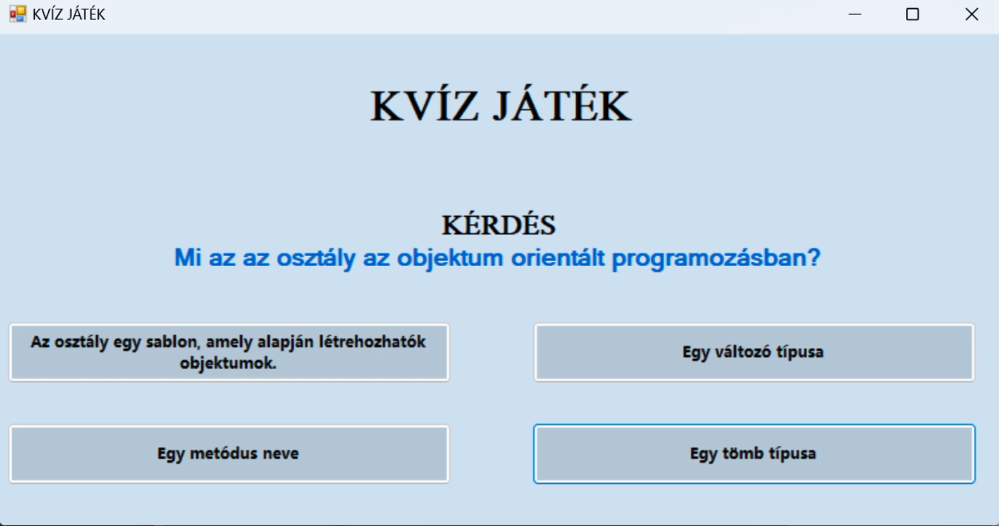 KVÍZ JÁTÉK
KVÍZ JÁTÉK
KÉRDÉS
Mi az az osztály az objektum orientált programozásban?
Az osztály egy sablon, amely alapján létrehozhatók
objektumok.
Egy változó típusa
Egy metódus neve
Egy tömb típusa